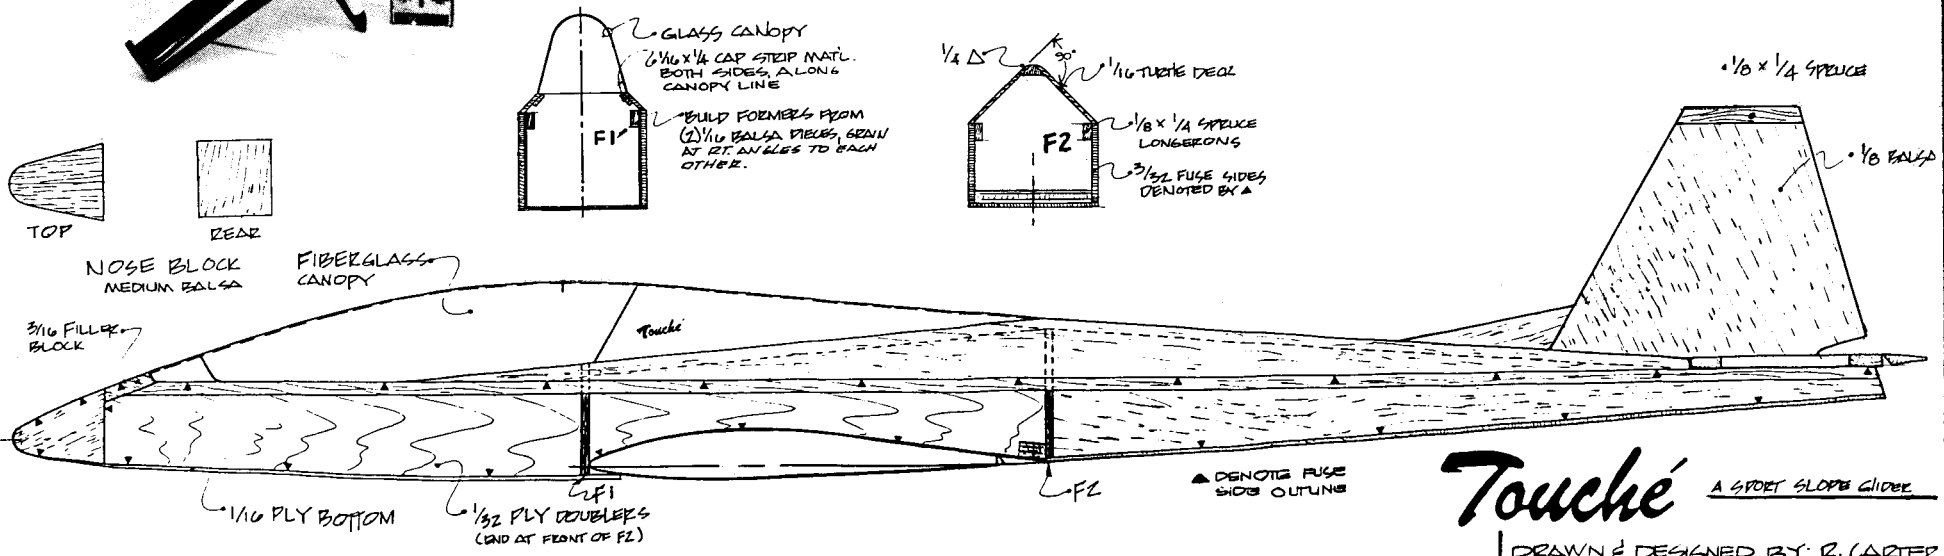 GLASS CANOPY
1/16 x 1/4 CAP STRIP MAT'L.
BOTH SIDES, ALONG
CANOPY LINE
BUILD FORMERS FROM
(2) 1/16 BALSA PIECES, GRAIN
AT RT. ANGLES TO EACH
OTHER.
F1
1/4 Δ
90°
1/16 TURTLE DECK
1/8 x 1/4 SPRUCE
LONGERONS
F2
3/32 FUSE SIDES
DENOTED BY ▲
1/8 x 1/4 SPRUCE
1/8 BALSA
TOP
REAR
NOSE BLOCK
MEDIUM BALSA
FIBERGLASS
CANOPY
3/16 FILLER
BLOCK
Touché
1/16 PLY BOTTOM
F1
1/32 PLY DOUBLERS
(END AT FRONT OF F2)
F2
▲ DENOTE FUSE
SIDE OUTLINE
Touché
A SPORT SLOPE GLIDER
DRAWN & DESIGNED BY: R. CARTER